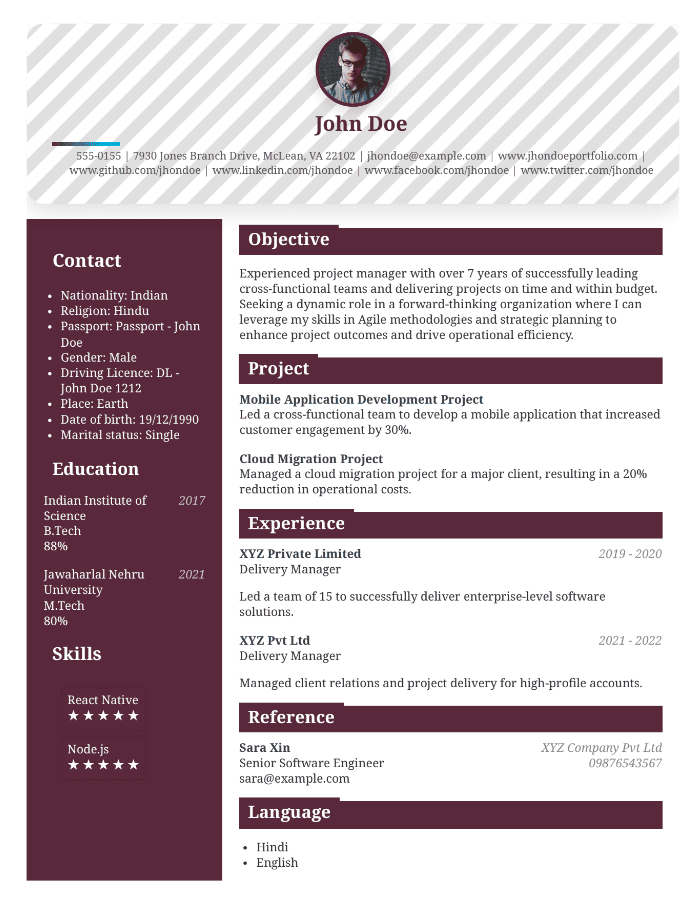 John Doe
555-0155 | 7930 Jones Branch Drive, McLean, VA 22102 | jhondoe@example.com | www.jhondoeportfolio.com |
www.github.com/jhondoe | www.linkedin.com/jhondoe | www.facebook.com/jhondoe | www.twitter.com/jhondoe
Contact
• Nationality: Indian
• Religion: Hindu
• Passport: Passport - John
Doe
• Gender: Male
• Driving Licence: DL -
John Doe 1212
• Place: Earth
• Date of birth: 19/12/1990
• Marital status: Single
Education
Indian Institute of 2017
Science
B.Tech
88%
Jawaharlal Nehru 2021
University
M.Tech
80%
Skills
React Native
★★★★★
Node.js
★★★★★
Objective
Experienced project manager with over 7 years of successfully leading
cross-functional teams and delivering projects on time and within budget.
Seeking a dynamic role in a forward-thinking organization where I can
leverage my skills in Agile methodologies and strategic planning to
enhance project outcomes and drive operational efficiency.
Project
Mobile Application Development Project
Led a cross-functional team to develop a mobile application that increased
customer engagement by 30%.
Cloud Migration Project
Managed a cloud migration project for a major client, resulting in a 20%
reduction in operational costs.
Experience
XYZ Private Limited 2019 - 2020
Delivery Manager
Led a team of 15 to successfully deliver enterprise-level software
solutions.
XYZ Pvt Ltd 2021 - 2022
Delivery Manager
Managed client relations and project delivery for high-profile accounts.
Reference
Sara Xin XYZ Company Pvt Ltd
Senior Software Engineer 09876543567
sara@example.com
Language
• Hindi
• English